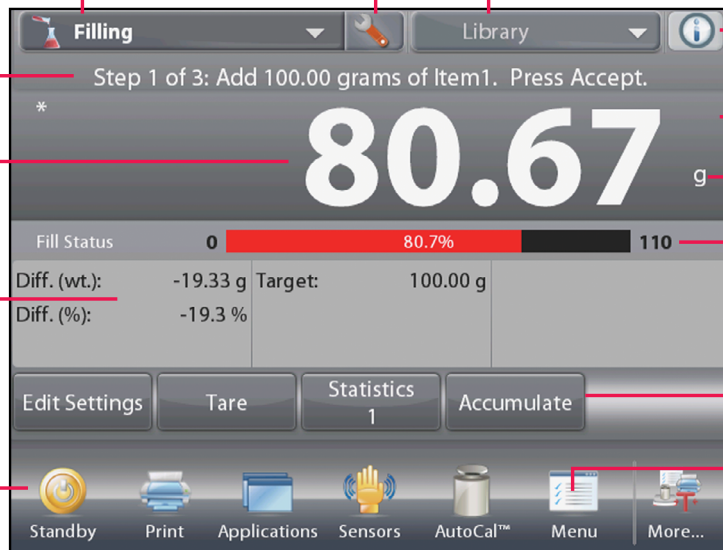 Filling Library
Step 1 of 3: Add 100.00 grams of Item1. Press Accept.
*
80.67 g
Fill Status 0 80.7% 110
Diff. (wt.): -19.33 g Target: 100.00 g
Diff. (%): -19.3 %
Edit Settings Tare Statistics Accumulate
1
Standby Print Applications Sensors AutoCal™ Menu More...